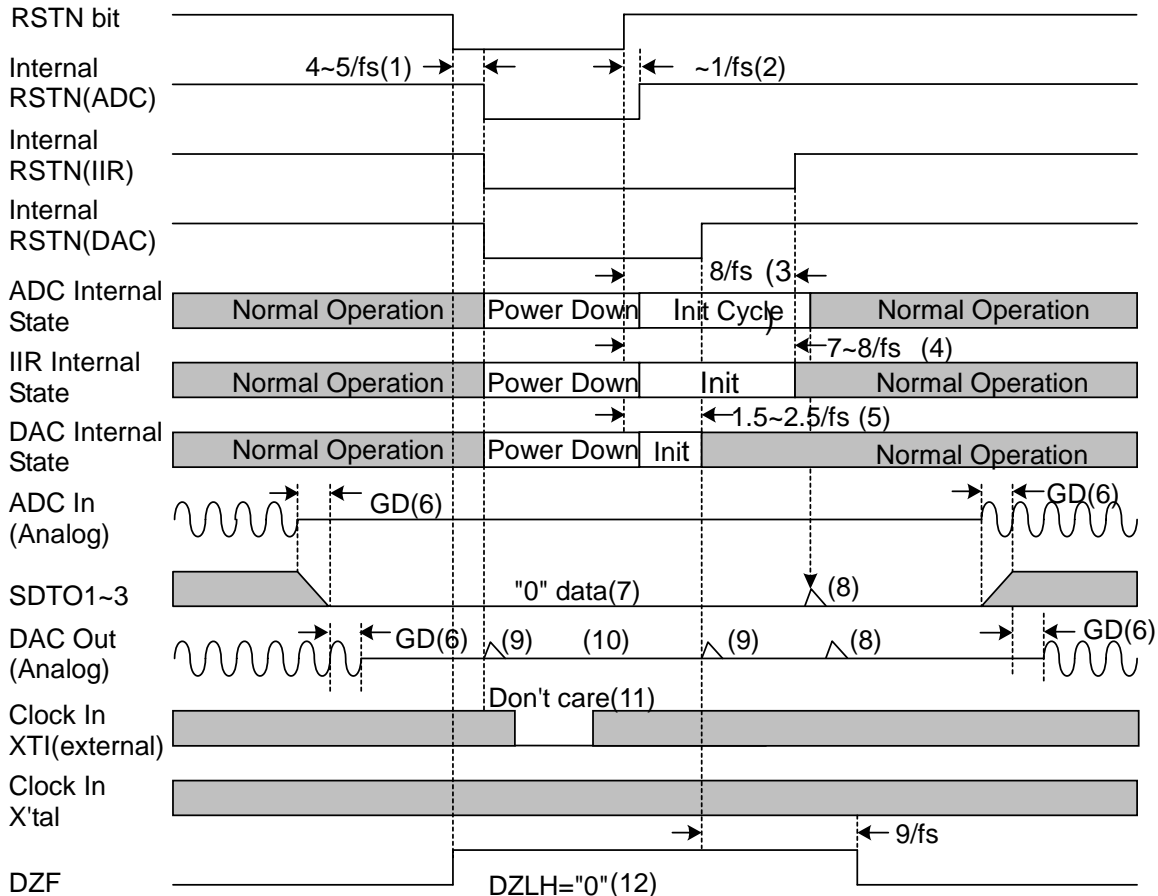 RSTN bit
4~5/fs(1)
~1/fs(2)
Internal
RSTN(ADC)
Internal
RSTN(IIR)
Internal
RSTN(DAC)
8/fs (3
ADC Internal
State
Normal Operation
Power Down
Init Cycle
)
Normal Operation
7~8/fs (4)
IIR Internal
State
Normal Operation
Power Down
Init
Normal Operation
1.5~2.5/fs (5)
DAC Internal
State
Normal Operation
Power Down
Init
Normal Operation
ADC In
(Analog)
GD(6)
GD(6)
SDTO1~3
"0" data(7)
(8)
DAC Out
(Analog)
GD(6)
(9)
(10)
(9)
(8)
GD(6)
Don't care(11)
Clock In
XTI(external)
Clock In
X'tal
9/fs
DZF
DZLH="0"(12)